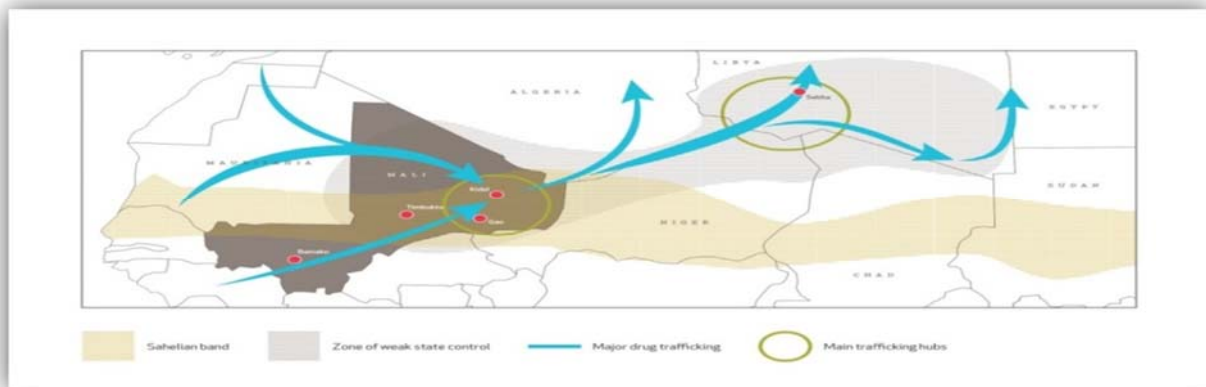 LIBYA
ALGERIA
Sabha
EGYPT
MAURITANIA
MALI
Kidal
SUDAN
Timbuktu
Gao
NIGER
Bamako
CHAD
Sahelian band
Zone of weak state control
Major drug trafficking
Main trafficking hubs